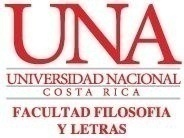 UNA
UNIVERSIDAD NACIONAL
COSTA RICA
FACULTAD FILOSOFIA
Y LETRAS